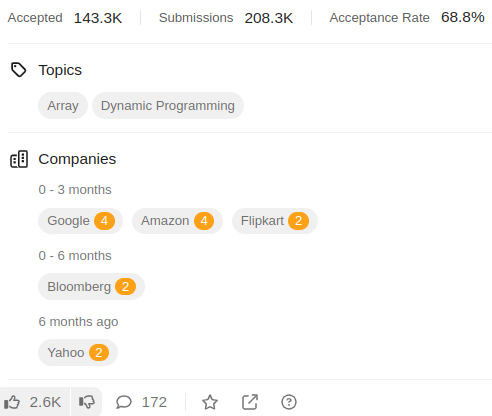 Accepted 143.3K Submissions 208.3K Acceptance Rate 68.8%
Topics
Array Dynamic Programming
Companies
0 - 3 months
Google 4 Amazon 4 Flipkart 2
0 - 6 months
Bloomberg 2
6 months ago
Yahoo 2
2.6K 172